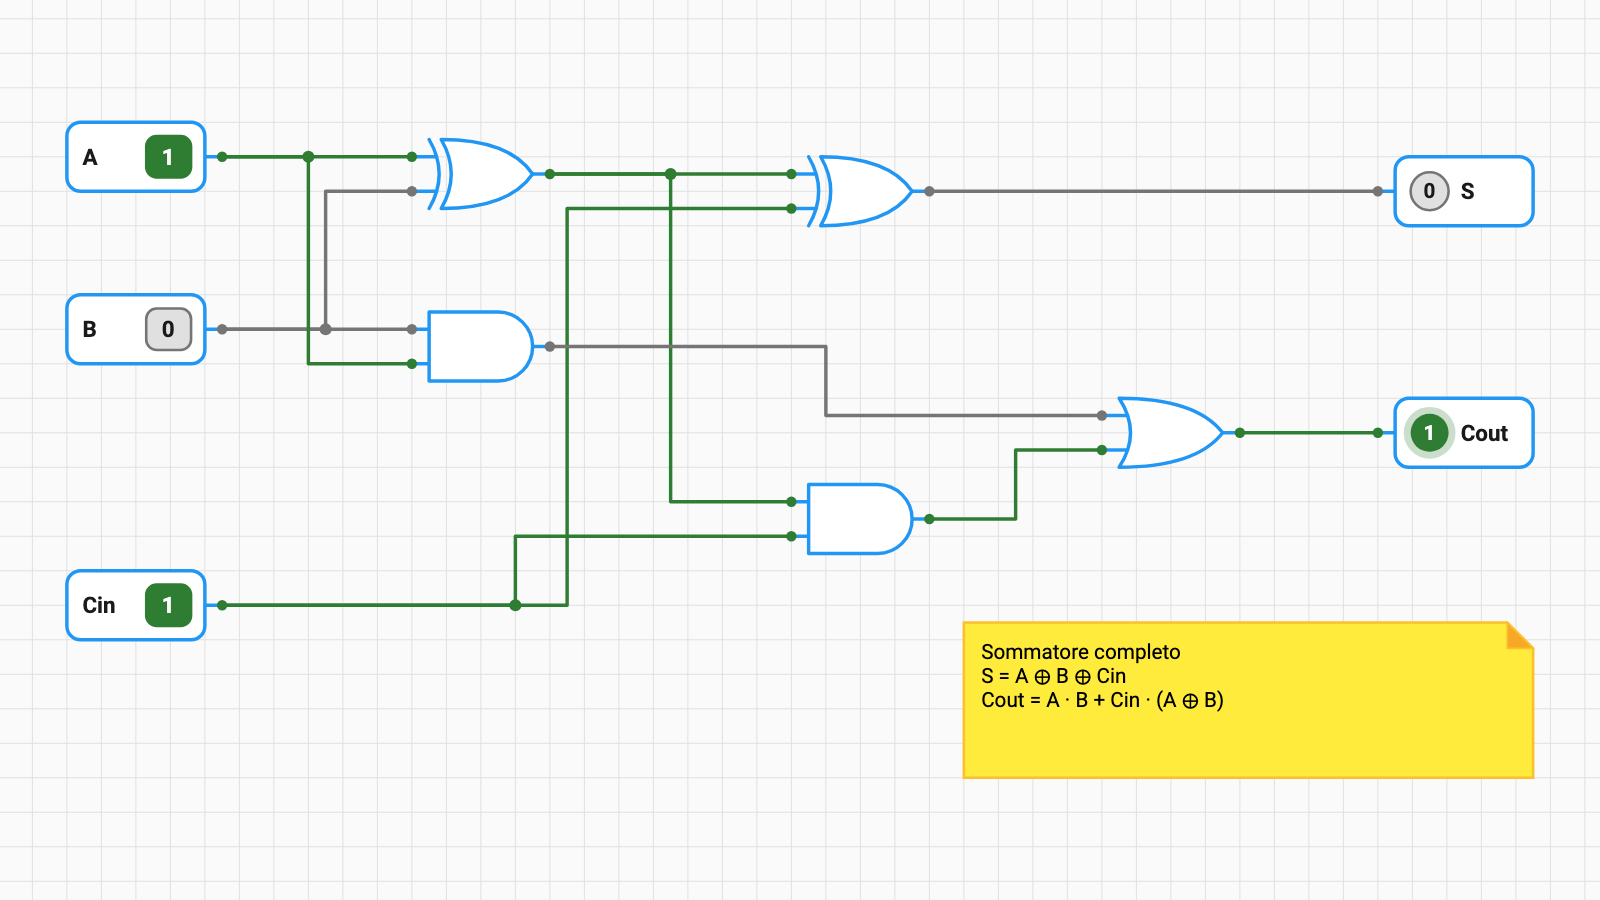 A 1
0 S
B 0
1 Cout
Cin 1
Sommatore completo
S = A ⊕ B ⊕ Cin
Cout = A · B + Cin · (A ⊕ B)